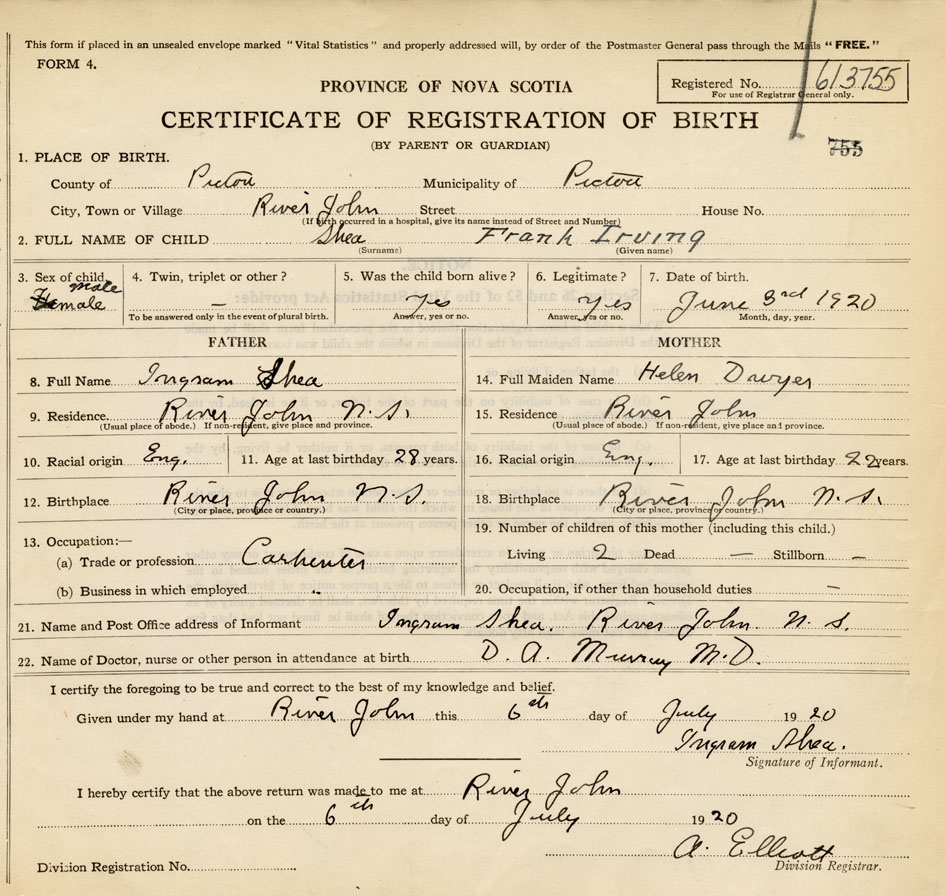 This form if placed in an unsealed envelope marked "Vital Statistics" and properly addressed will, by order of the Postmaster General pass through the Mails "FREE."
FORM 4.
PROVINCE OF NOVA SCOTIA
Registered No. 613755
For use of Registrar General only.
CERTIFICATE OF REGISTRATION OF BIRTH
(BY PARENT OR GUARDIAN)
755
1. PLACE OF BIRTH.
County of Pictou Municipality of Pictou
City, Town or Village River John Street House No.
(If birth occurred in a hospital, give its name instead of Street and Number)
2. FULL NAME OF CHILD Shea Frank Irving
(Surname) (Given name)
3. Sex of child 4. Twin, triplet or other? 5. Was the child born alive? 6. Legitimate? 7. Date of birth.
male
male — Yes Yes June 3rd 1920
To be answered only in the event of plural birth. Answer, yes or no. Answer, yes or no. Month, day, year.
FATHER MOTHER
8. Full Name Ingram Shea 14. Full Maiden Name Helen Dwyer
9. Residence River John N.S. 15. Residence River John
(Usual place of abode.) If non-resident, give place and province. (Usual place of abode.) If non-resident, give place and province.
10. Racial origin Eng. 11. Age at last birthday 28 years. 16. Racial origin Eng. 17. Age at last birthday 22 years.
12. Birthplace River John N.S. 18. Birthplace River John N.S.
(City or place, province or country.) (City or place, province or country.)
13. Occupation:— 19. Number of children of this mother (including this child.)
(a) Trade or profession Carpenter Living 2 Dead — Stillborn —
(b) Business in which employed " 20. Occupation, if other than household duties —
21. Name and Post Office address of Informant Ingram Shea. River John N.S.
22. Name of Doctor, nurse or other person in attendance at birth D. A. Murray M.D.
I certify the foregoing to be true and correct to the best of my knowledge and belief.
Given under my hand at River John this 6th day of July 1920
Ingram Shea.
Signature of Informant.
I hereby certify that the above return was made to me at River John
on the 6th day of July 1920
A. Elliott
Division Registration No. Division Registrar.